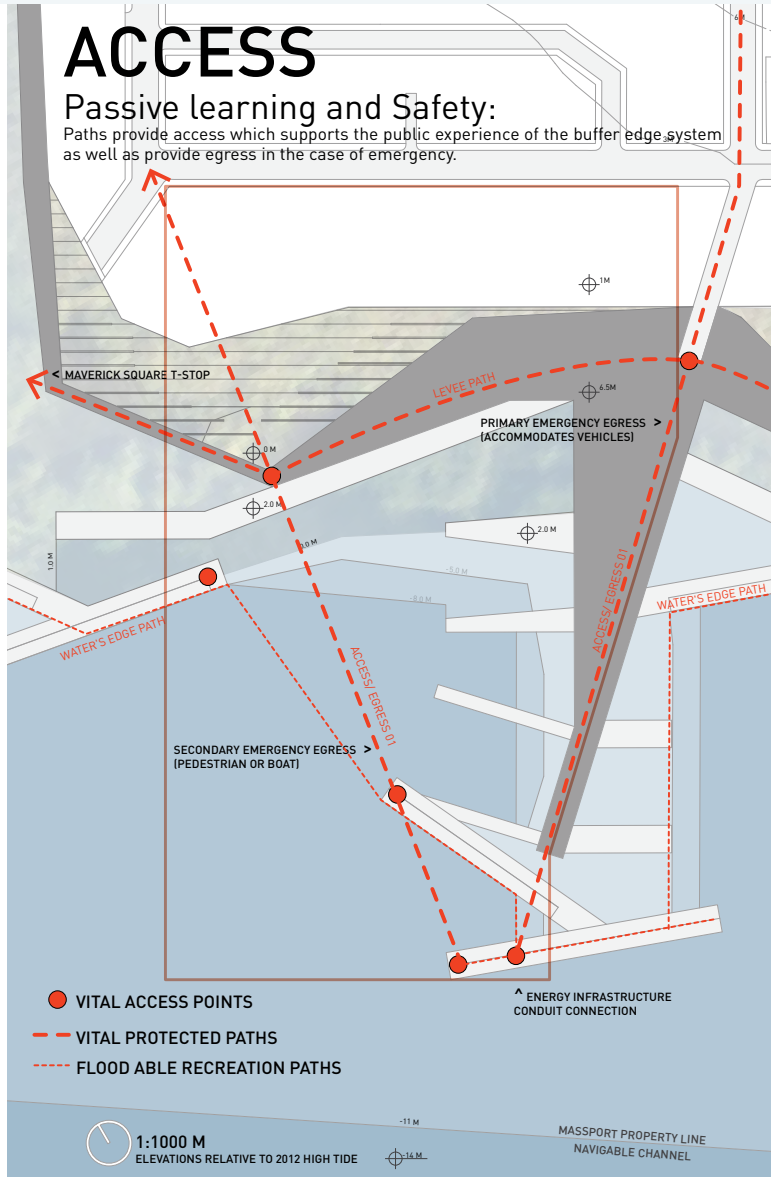 ACCESS
Passive learning and Safety:
Paths provide access which supports the public experience of the buffer edge system
as well as provide egress in the case of emergency.
6M
3M
1M
< MAVERICK SQUARE T-STOP
LEVEE PATH
6.5M
PRIMARY EMERGENCY EGRESS >
(ACCOMMODATES VEHICLES)
0 M
2.0 M
2.0 M
1.0 M
0.0 M
-5.0 M
-8.0 M
ACCESS/ EGRESS 01
WATER'S EDGE PATH
WATER'S EDGE PATH
ACCESS/ EGRESS 01
SECONDARY EMERGENCY EGRESS >
(PEDESTRIAN OR BOAT)
^ ENERGY INFRASTRUCTURE
CONDUIT CONNECTION
VITAL ACCESS POINTS
VITAL PROTECTED PATHS
FLOOD ABLE RECREATION PATHS
-11 M
MASSPORT PROPERTY LINE
NAVIGABLE CHANNEL
1:1000 M
ELEVATIONS RELATIVE TO 2012 HIGH TIDE
-14 M